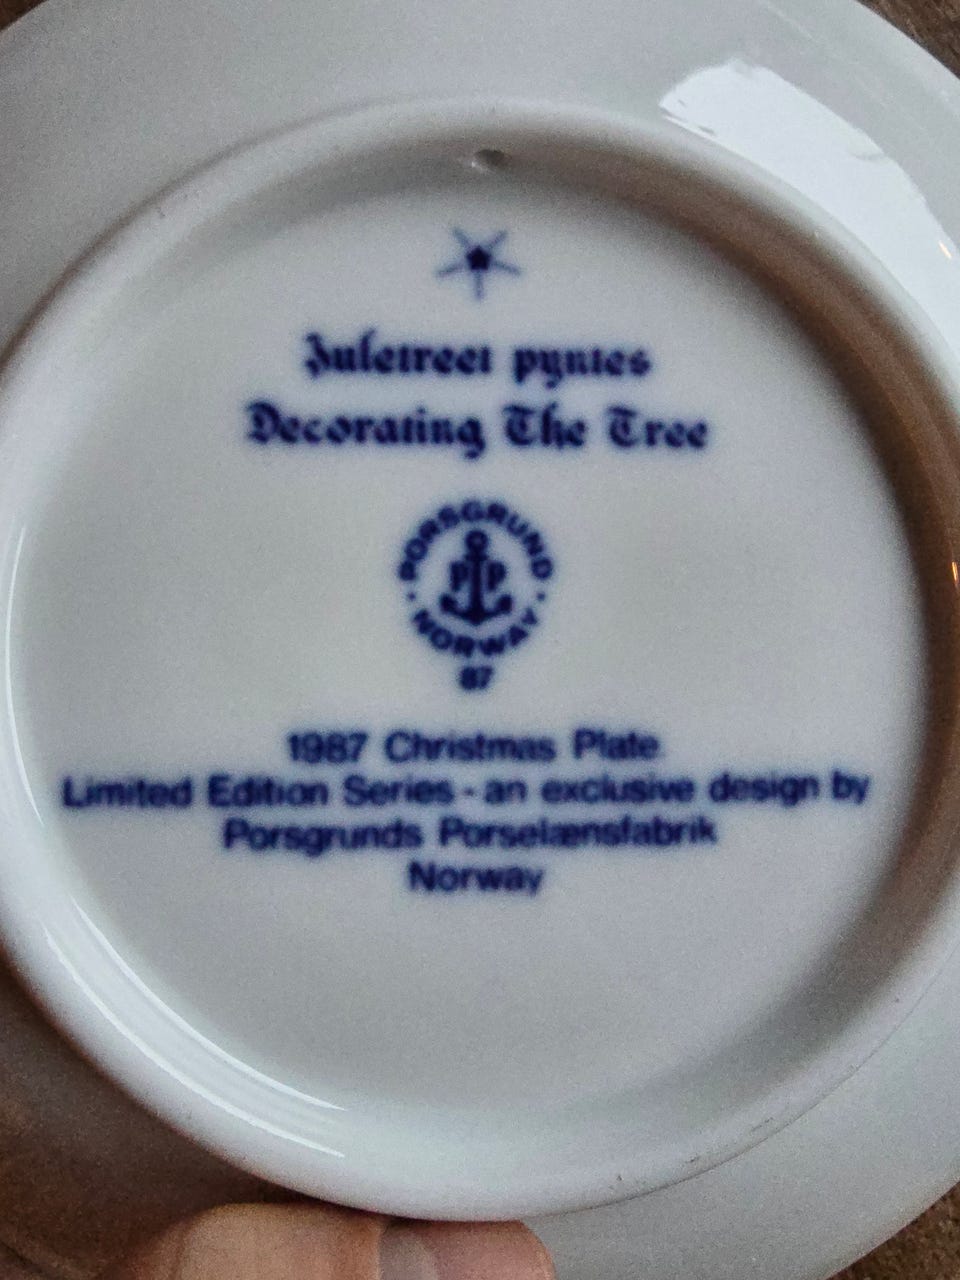 Juletreet pyntes
Decorating The Tree
PORSGRUND
PP
· NORWAY ·
87
1987 Christmas Plate
Limited Edition Series - an exclusive design by
Porsgrunds Porselænsfabrik
Norway